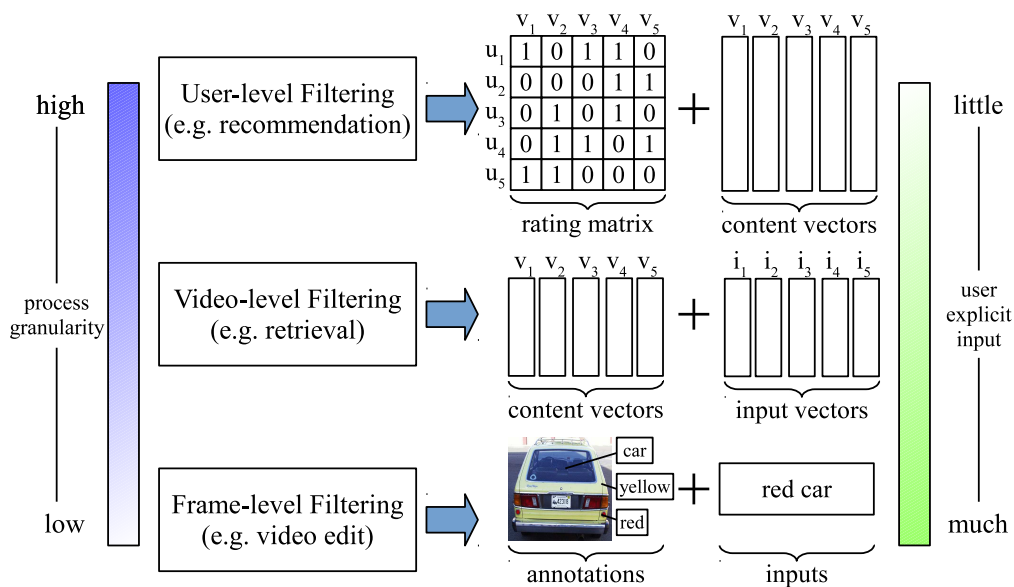 v1 v2 v3 v4 v5
v1 v2 v3 v4 v5
high
User-level Filtering
(e.g. recommendation)
u1 1 0 1 1 0
u2 0 0 0 1 1
u3 0 1 0 1 0
u4 0 1 1 0 1
u5 1 1 0 0 0
+
little
rating matrix
content vectors
process
granularity
Video-level Filtering
(e.g. retrieval)
v1 v2 v3 v4 v5
+
i1 i2 i3 i4 i5
user
explicit
input
content vectors
input vectors
low
Frame-level Filtering
(e.g. video edit)
car
yellow
red
+
red car
much
annotations
inputs